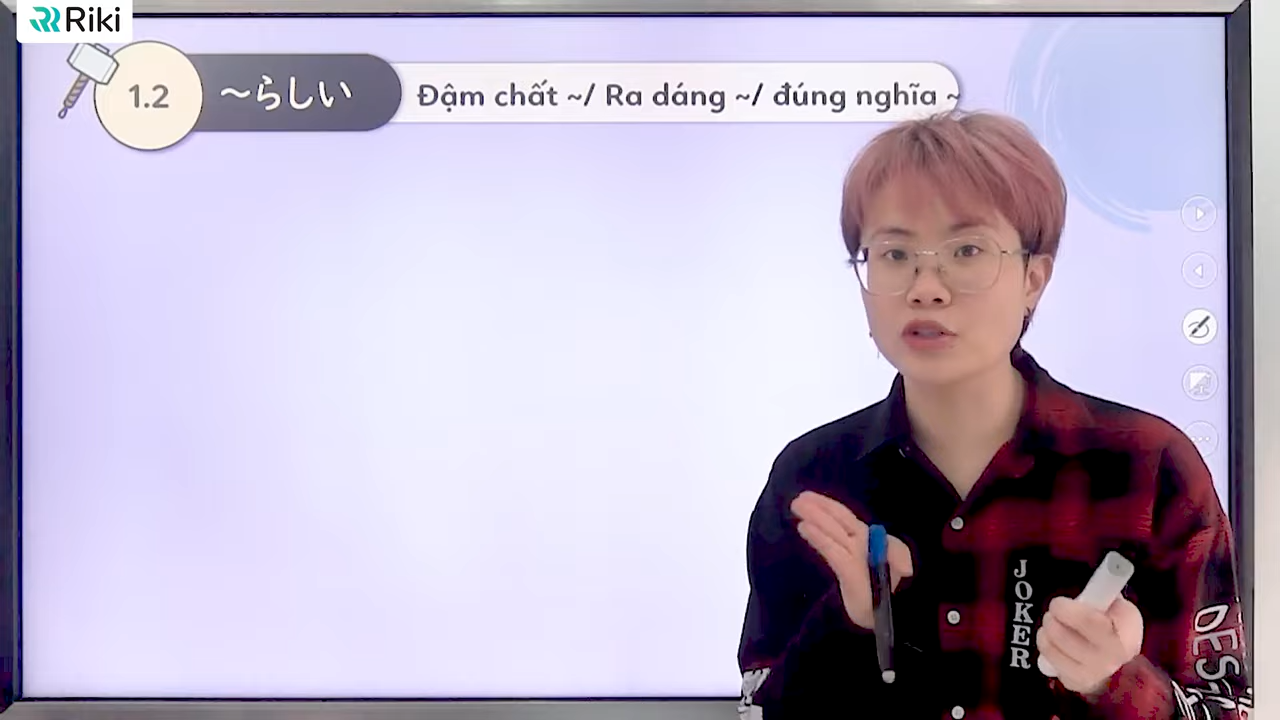 Riki
1.2 ～らしい Đậm chất ~/ Ra dáng ~/ đúng nghĩa ~
JOKER